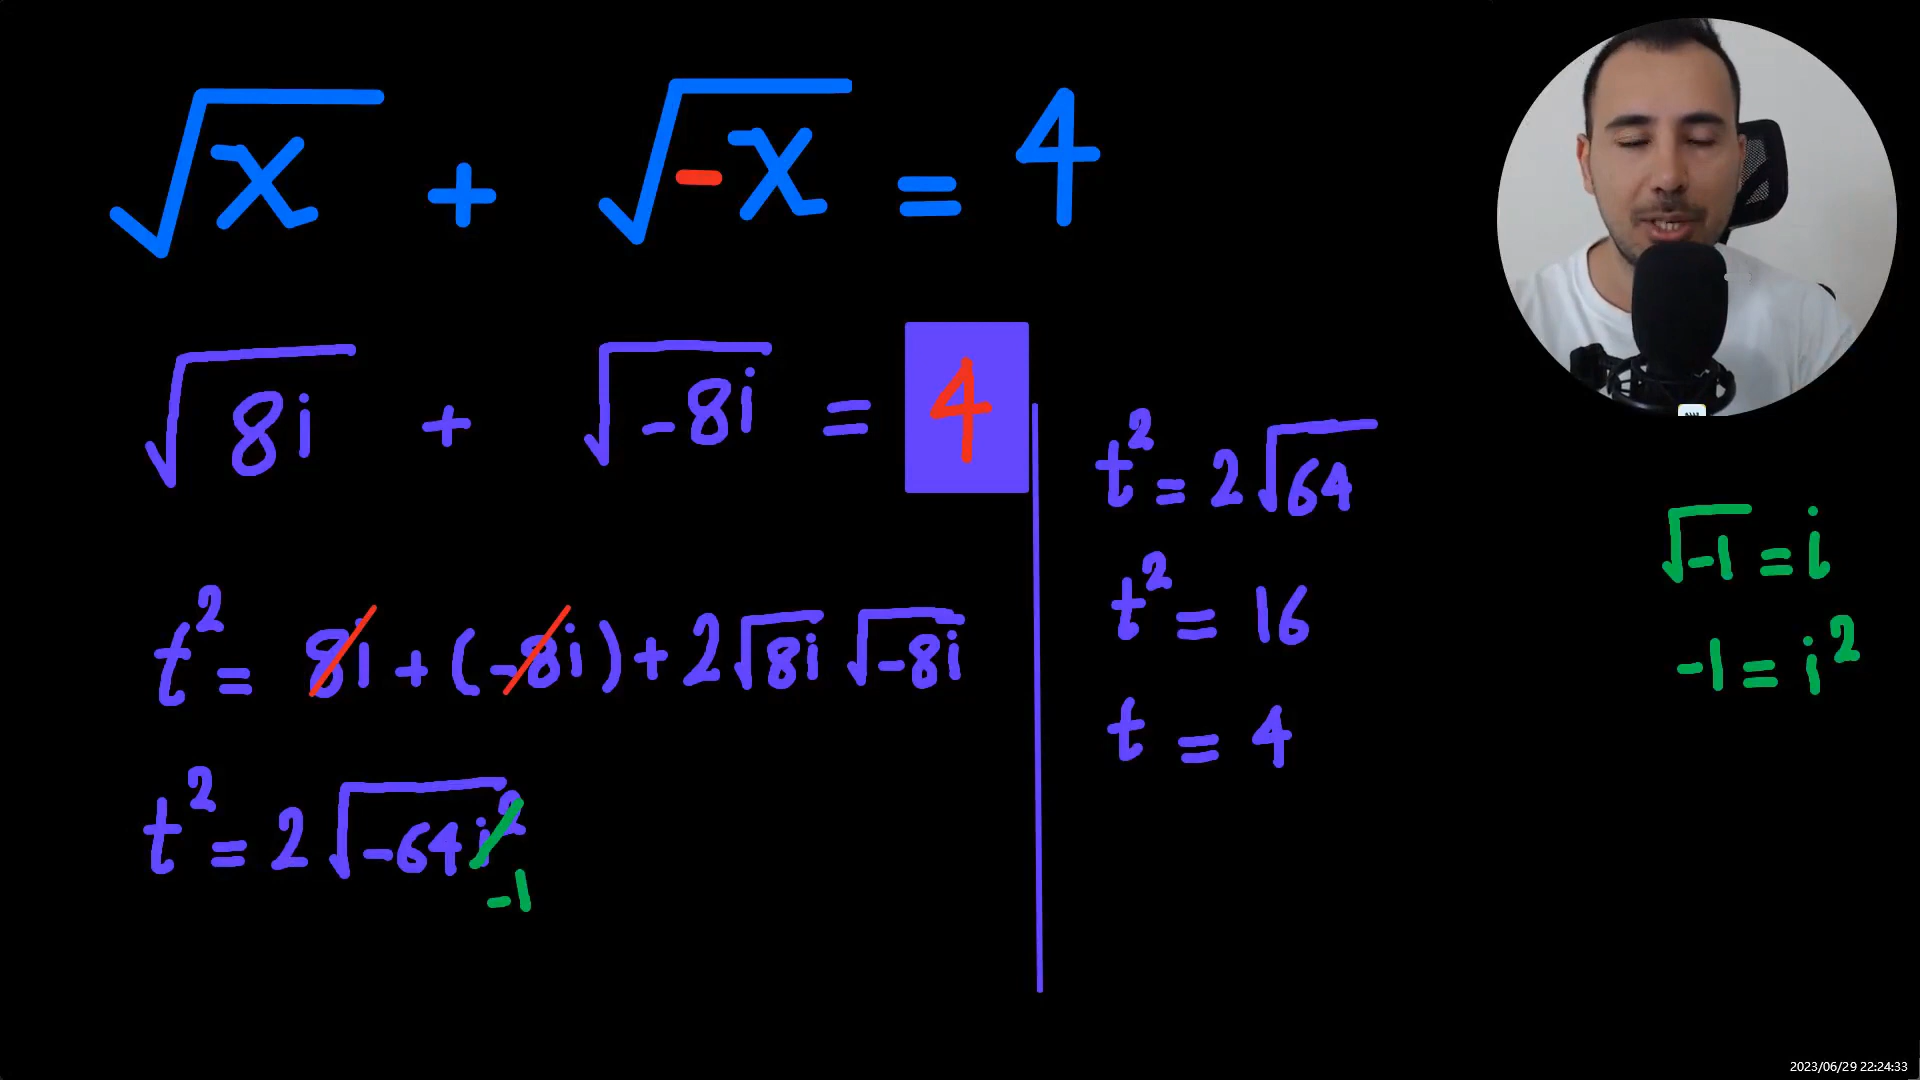 √x + √-x = 4
√8i + √-8i = 4
t² = 8i + (-8i) + 2√8i √-8i
t² = 2√-64i²
-1
t² = 2√64
t² = 16
t = 4
√-1 = i
-1 = i²
2023/06/29 22:24:33